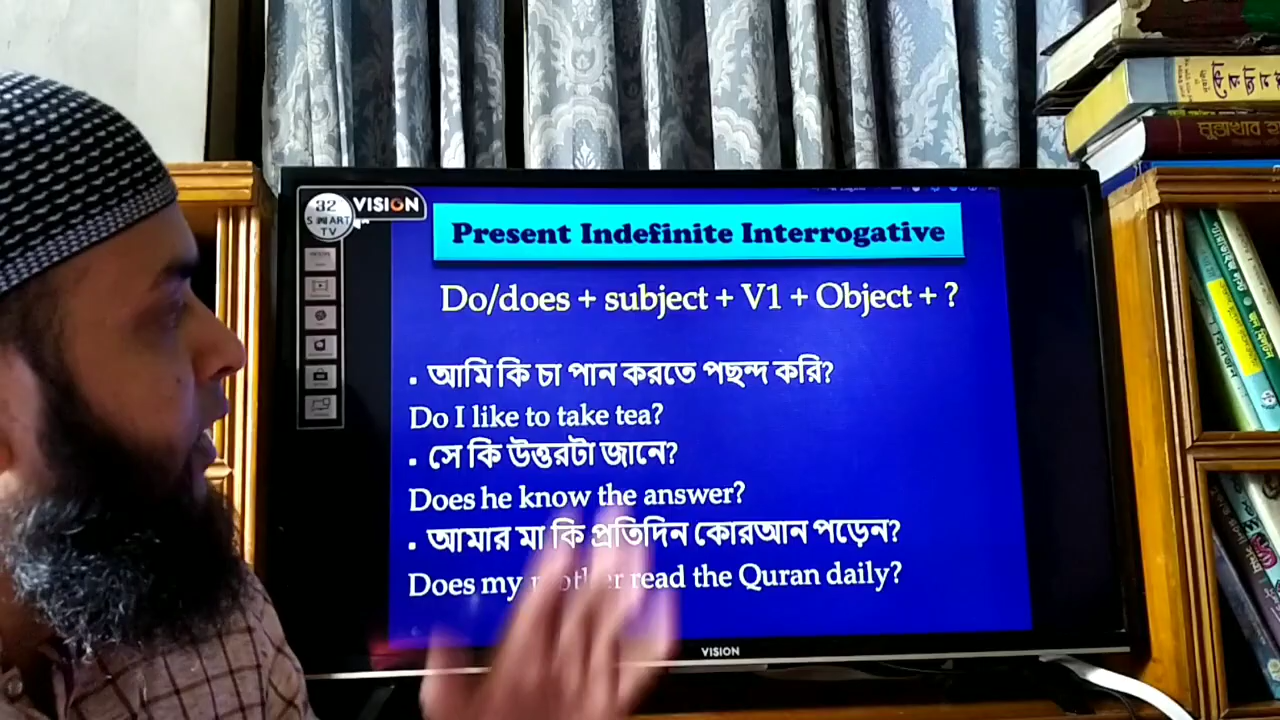 32
SMART
TV
VISION
Present Indefinite Interrogative
Do/does + subject + V1 + Object + ?
. আমি কি চা পান করতে পছন্দ করি?
Do I like to take tea?
. সে কি উত্তরটা জানে?
Does he know the answer?
. আমার মা কি প্রতিদিন কোরআন পড়েন?
Does my mother read the Quran daily?
VISION
কোরআন
মুন্তাখাব